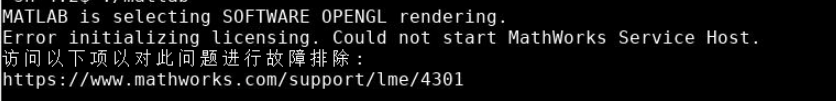 MATLAB is selecting SOFTWARE OPENGL rendering.
Error initializing licensing. Could not start MathWorks Service Host.
访问以下项以对此问题进行故障排除：
https://www.mathworks.com/support/lme/4301